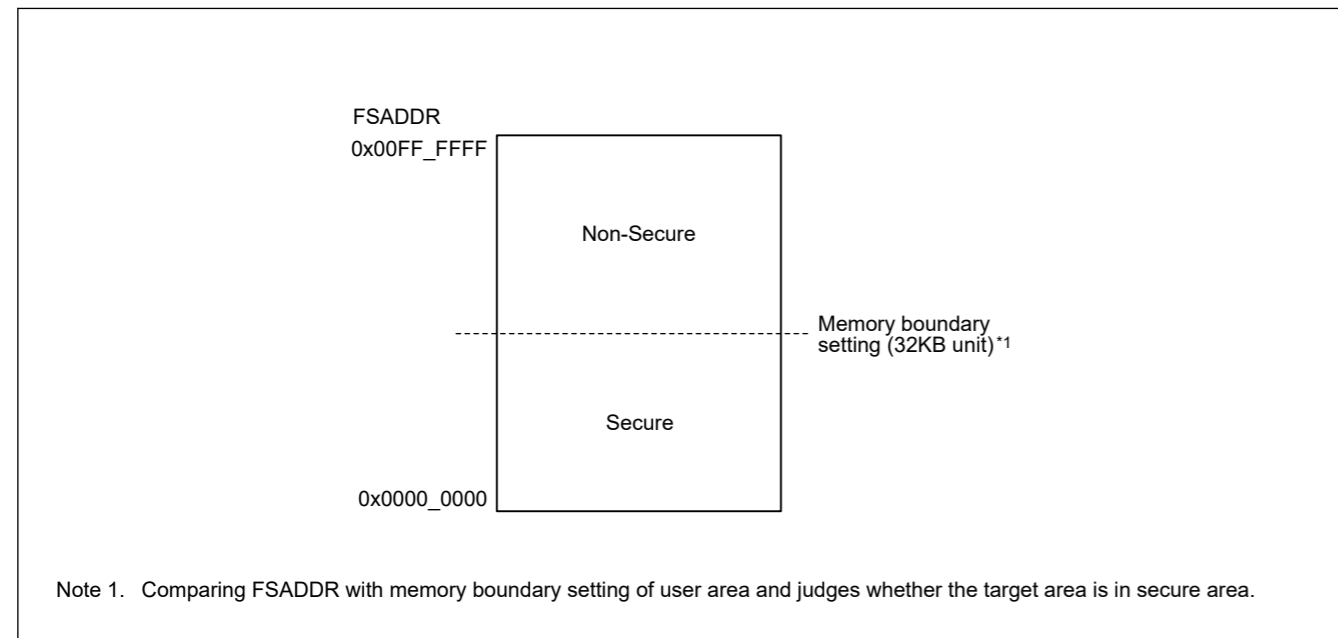 FSADDR
0x00FF_FFFF
Non-Secure
Memory boundary
setting (32KB unit)*1
Secure
0x0000_0000
Note 1. Comparing FSADDR with memory boundary setting of user area and judges whether the target area is in secure area.